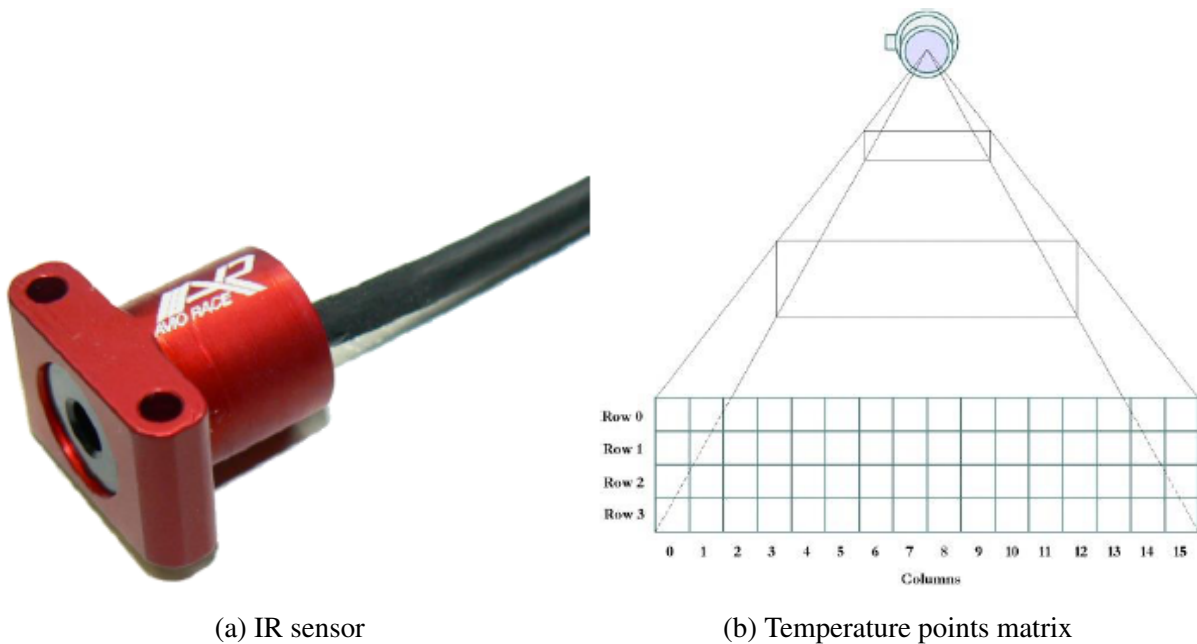 AXR
AVIO RACE
Row 0
Row 1
Row 2
Row 3
0 1 2 3 4 5 6 7 8 9 10 11 12 13 14 15
Columns
(a) IR sensor
(b) Temperature points matrix